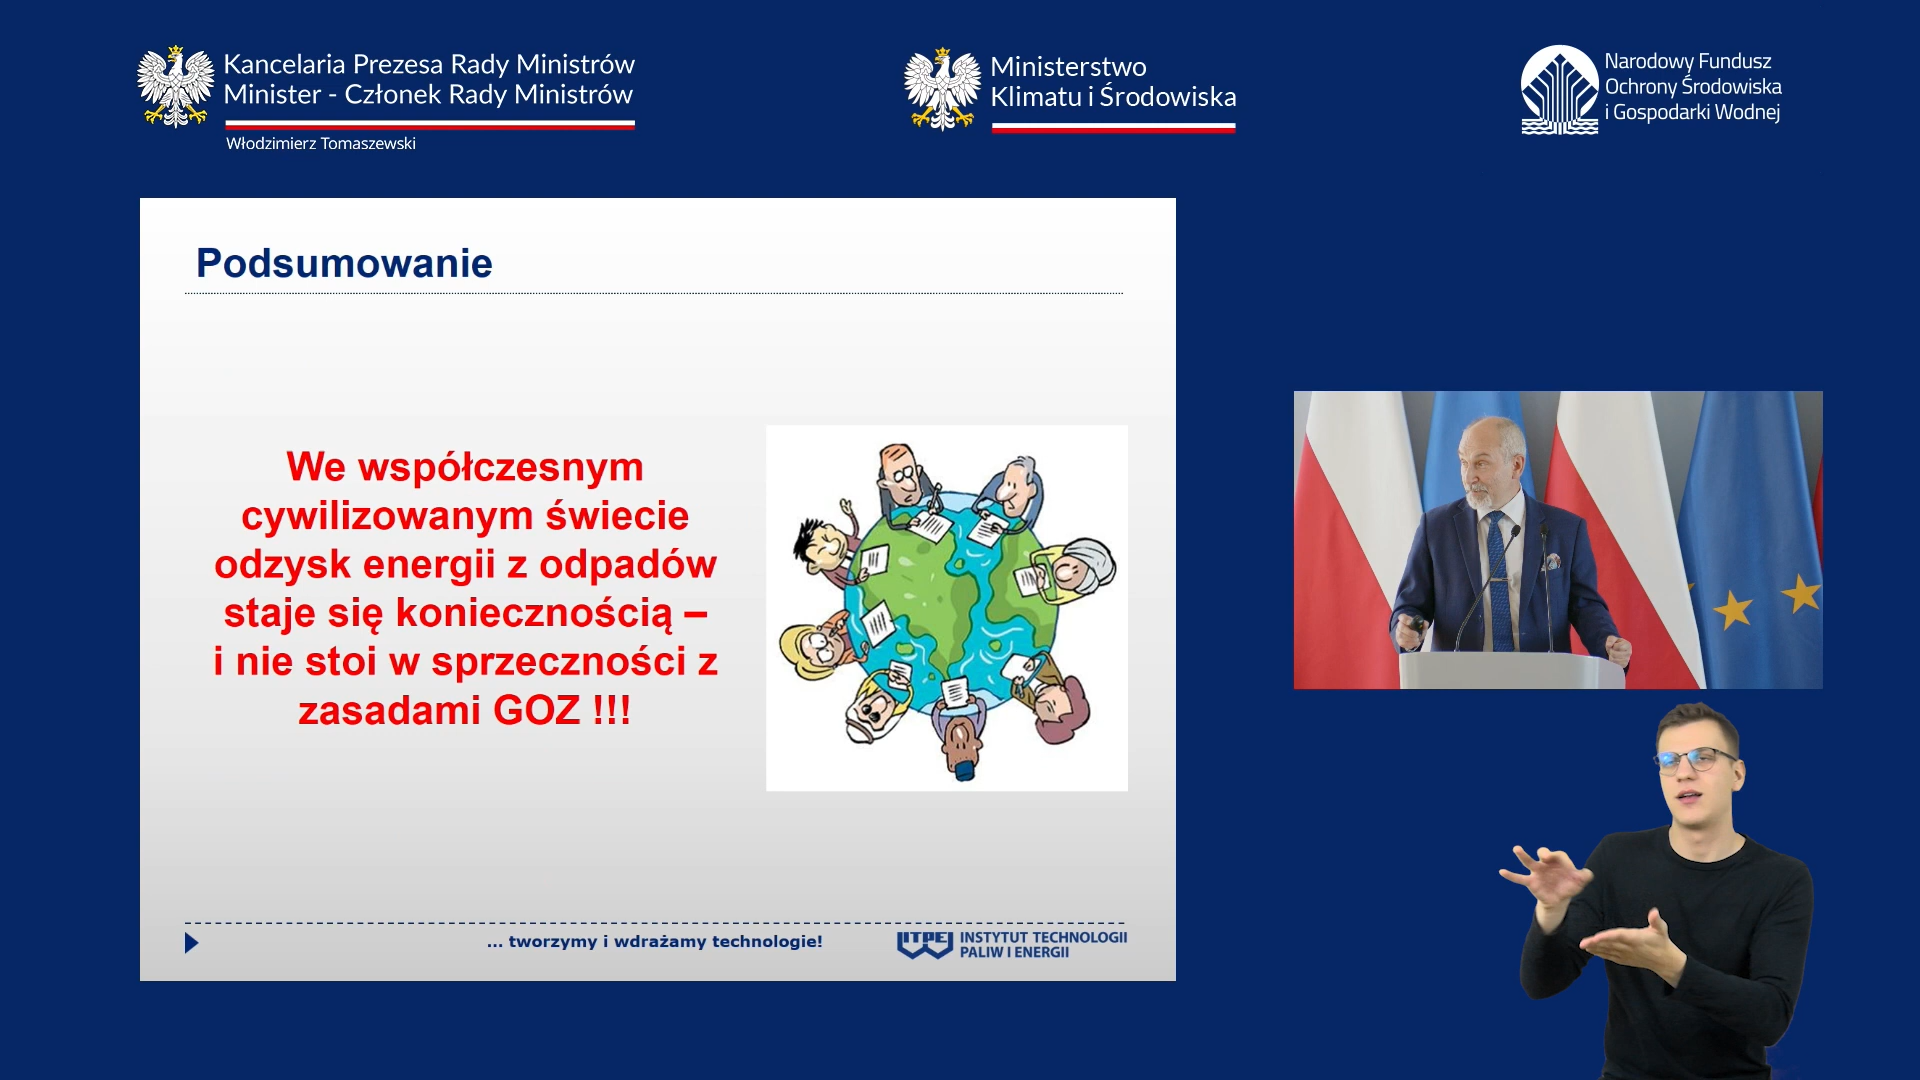 Kancelaria Prezesa Rady Ministrów
Minister - Członek Rady Ministrów
Włodzimierz Tomaszewski
Ministerstwo
Klimatu i Środowiska
Narodowy Fundusz
Ochrony Środowiska
i Gospodarki Wodnej
Podsumowanie
We współczesnym
cywilizowanym świecie
odzysk energii z odpadów
staje się koniecznością –
i nie stoi w sprzeczności z
zasadami GOZ !!!
... tworzymy i wdrażamy technologie!
ITPE
INSTYTUT TECHNOLOGII
PALIW I ENERGII